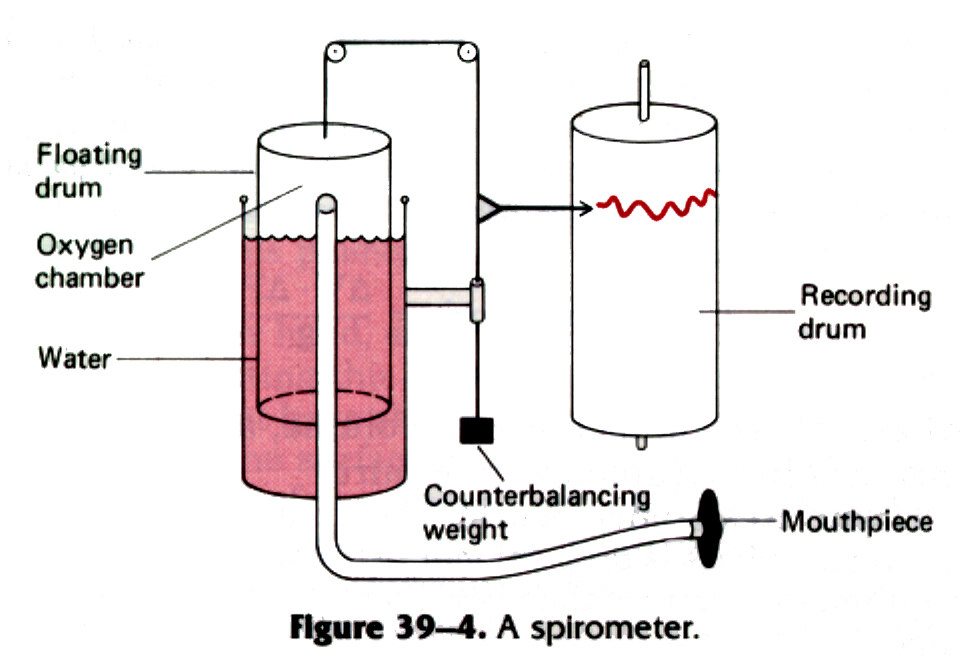 Floating
drum
Oxygen
chamber
Water
Recording
drum
Counterbalancing
weight
Mouthpiece
Figure 39–4. A spirometer.